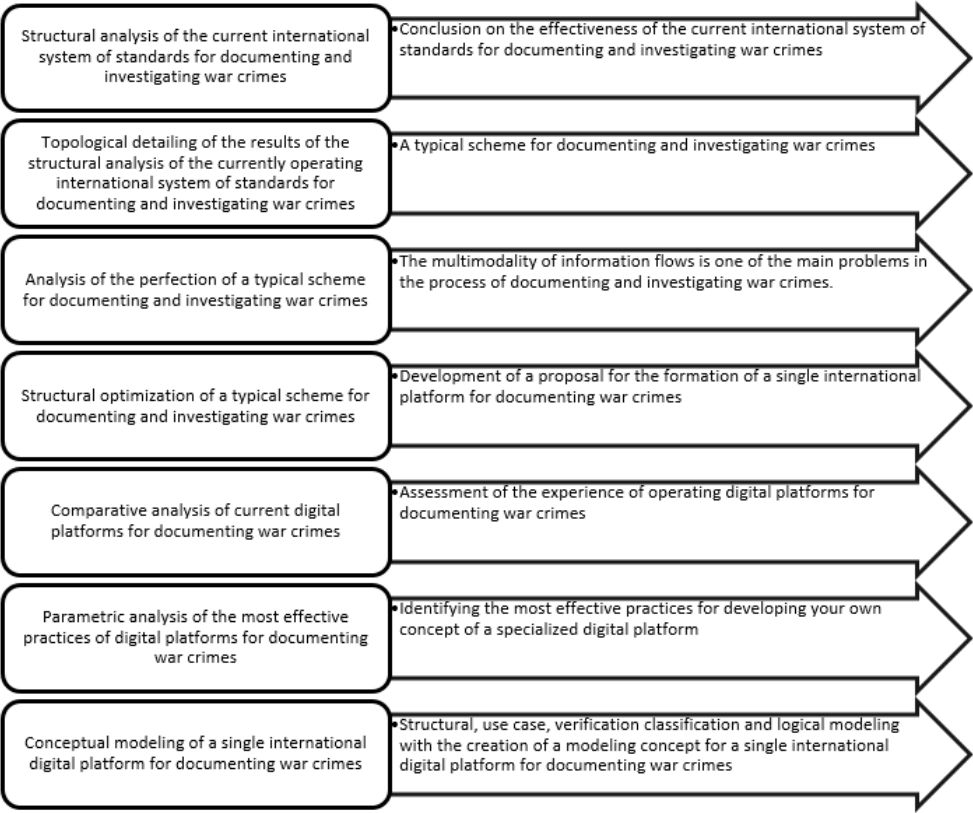 Structural analysis of the current international
system of standards for documenting and
investigating war crimes
•Conclusion on the effectiveness of the current international system of
standards for documenting and investigating war crimes
Topological detailing of the results of the
structural analysis of the currently operating
international system of standards for
documenting and investigating war crimes
•A typical scheme for documenting and investigating war crimes
Analysis of the perfection of a typical scheme
for documenting and investigating war crimes
•The multimodality of information flows is one of the main problems in
the process of documenting and investigating war crimes.
Structural optimization of a typical scheme for
documenting and investigating war crimes
•Development of a proposal for the formation of a single international
platform for documenting war crimes
Comparative analysis of current digital
platforms for documenting war crimes
•Assessment of the experience of operating digital platforms for
documenting war crimes
Parametric analysis of the most effective
practices of digital platforms for documenting
war crimes
•Identifying the most effective practices for developing your own
concept of a specialized digital platform
Conceptual modeling of a single international
digital platform for documenting war crimes
•Structural, use case, verification classification and logical modeling
with the creation of a modeling concept for a single international
digital platform for documenting war crimes